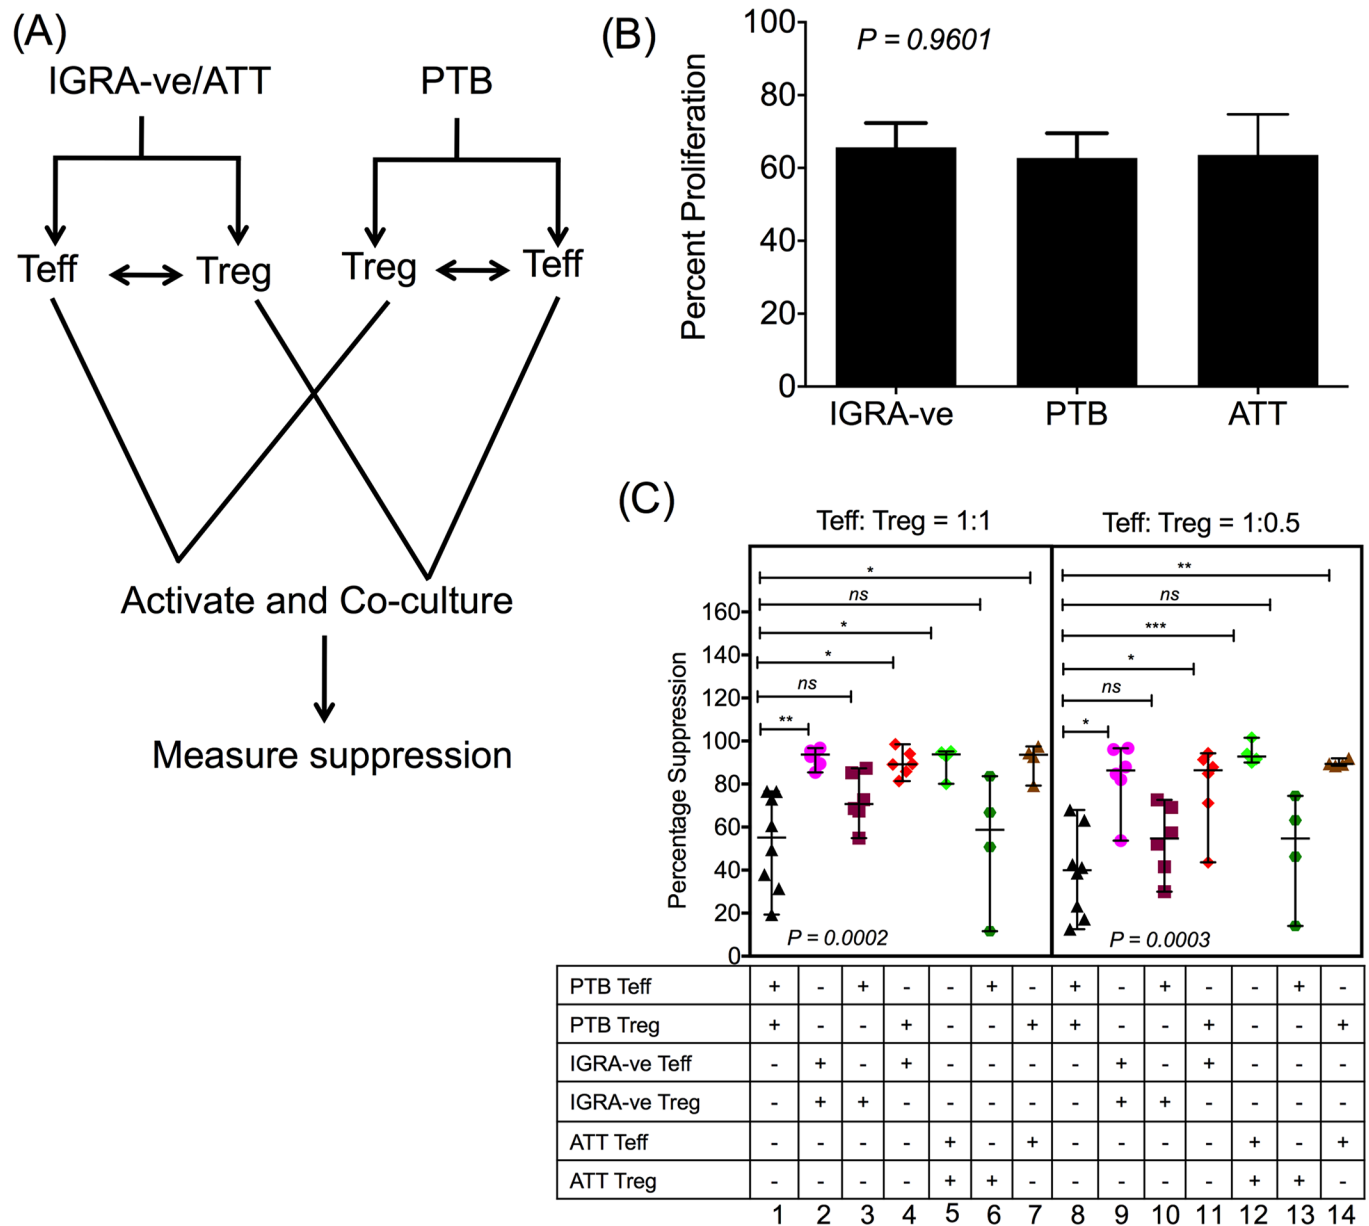 (A)
IGRA-ve/ATT
PTB
Teff
Treg
Treg
Teff
Activate and Co-culture
Measure suppression
(B)
P = 0.9601
Percent Proliferation
100
80
60
40
20
0
IGRA-ve
PTB
ATT
(C)
Teff: Treg = 1:1
Teff: Treg = 1:0.5
Percentage Suppression
160
140
120
100
80
60
40
20
0
*
ns
*
*
ns
**
P = 0.0002
**
ns
***
*
ns
*
P = 0.0003
PTB Teff + - + - - + - + - + - - + -
PTB Treg + - - + - - + + - - + - - +
IGRA-ve Teff - + - + - - - - + - + - - -
IGRA-ve Treg - + + - - - - - + + - - - -
ATT Teff - - - - + - + - - - - + - +
ATT Treg - - - - + + - - - - - + + -
1 2 3 4 5 6 7 8 9 10 11 12 13 14